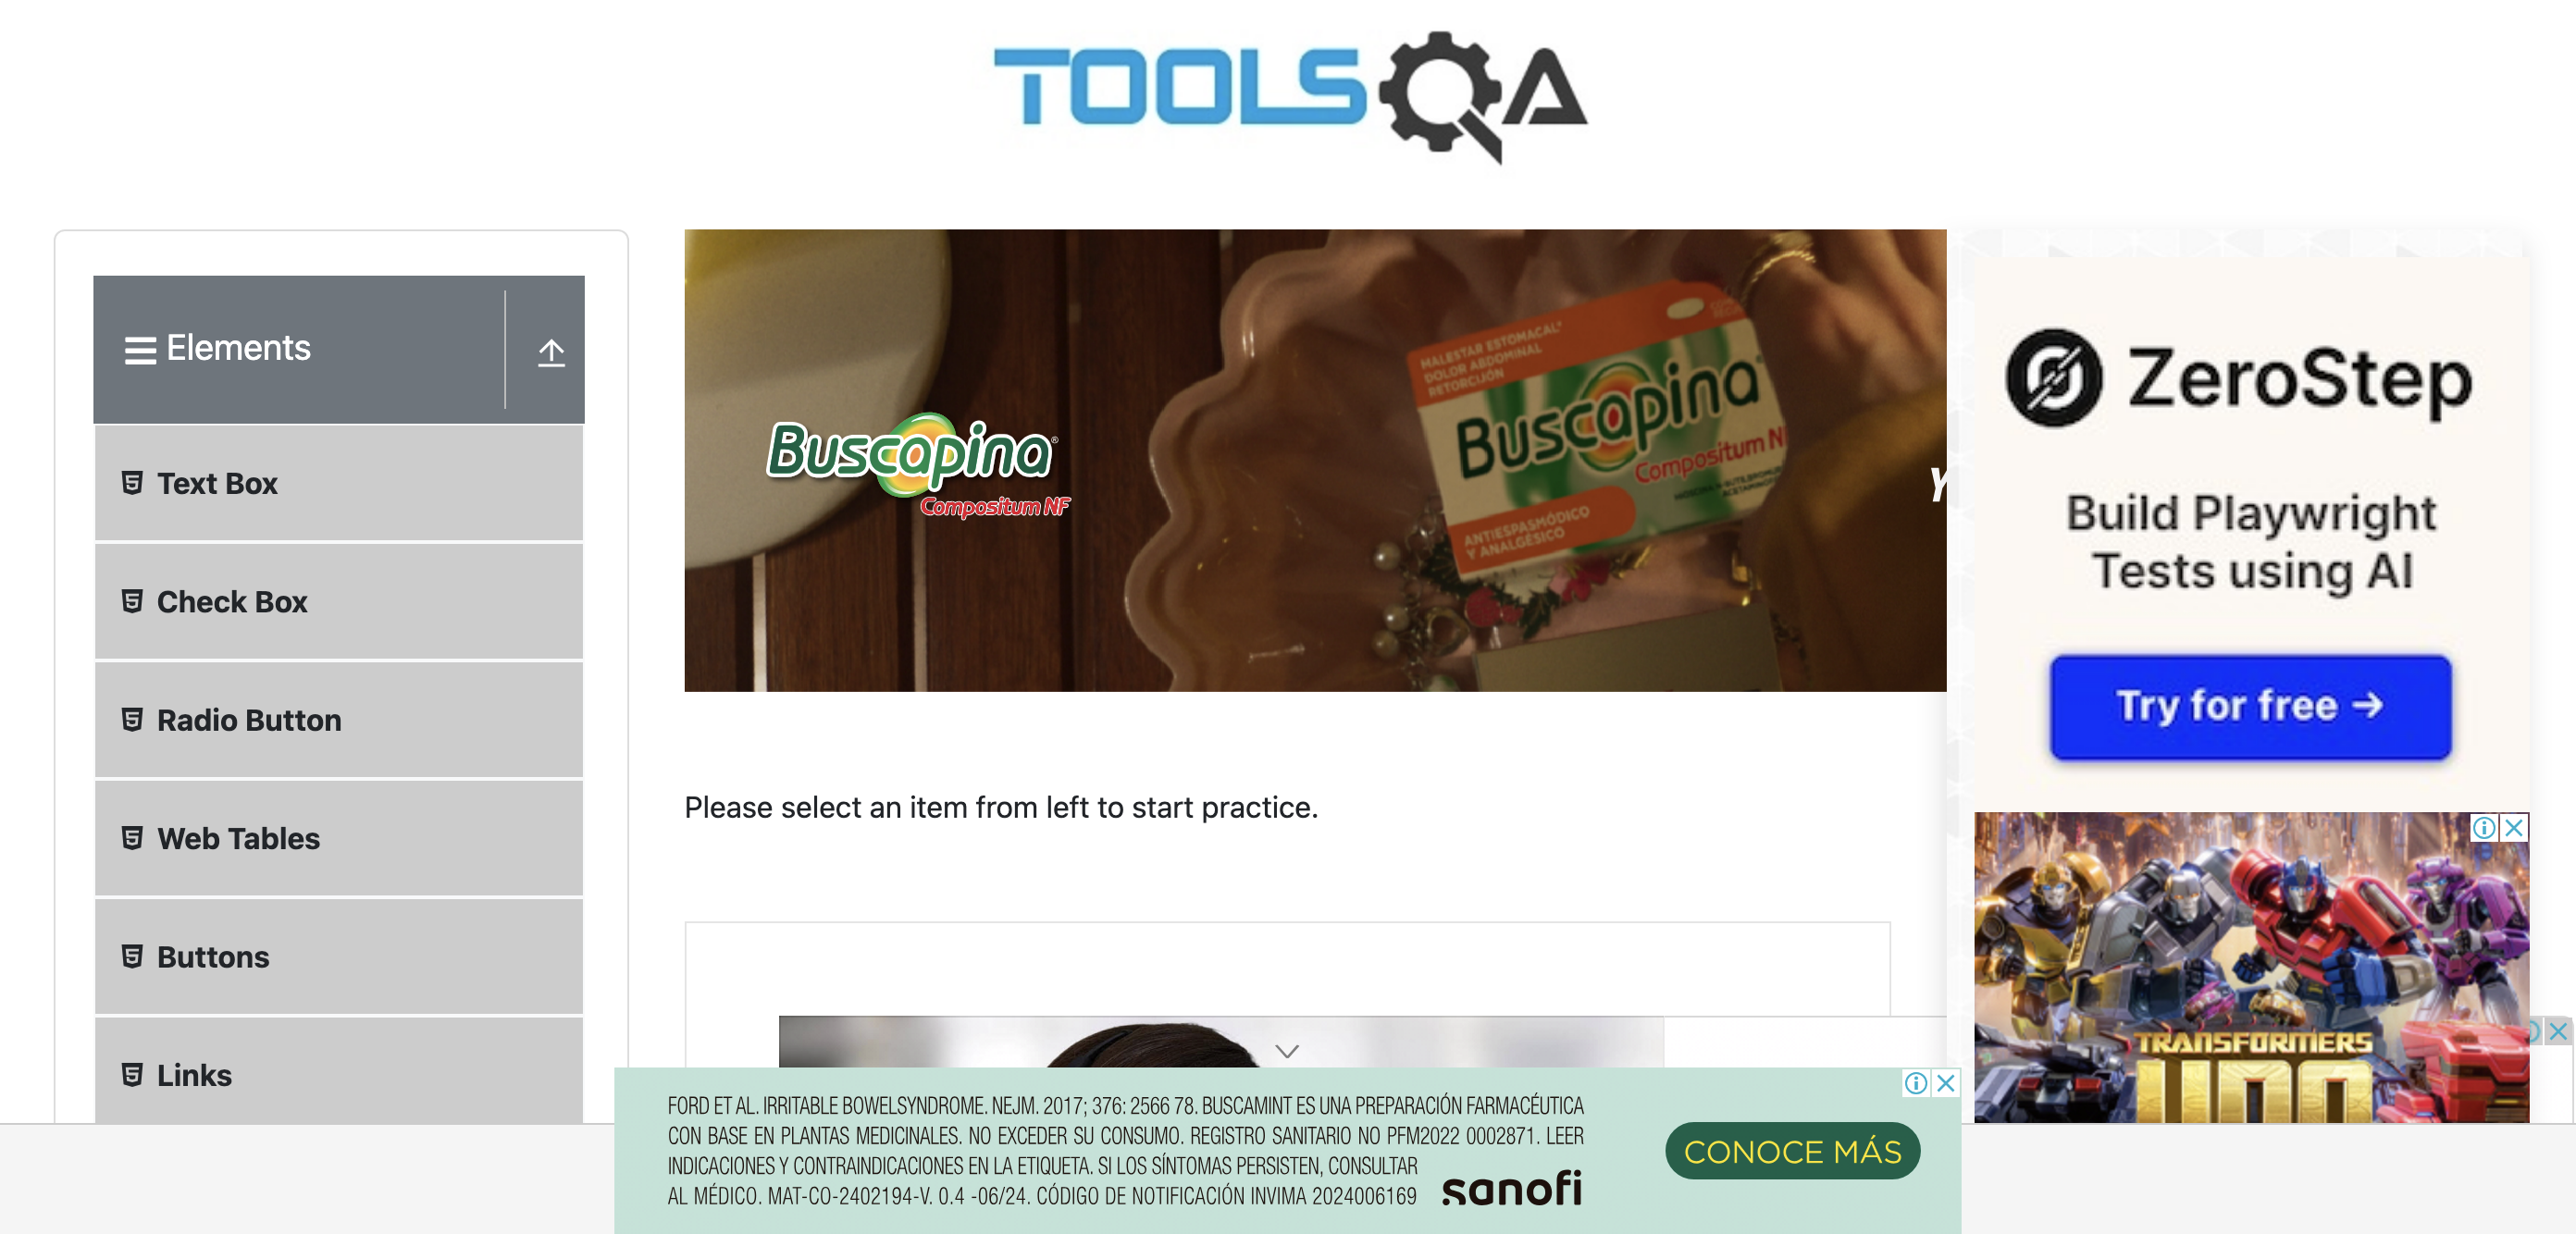 TOOLSQA
Elements
Text Box
Check Box
Radio Button
Web Tables
Buttons
Links
Buscapina®
Compositum NF
MALESTAR ESTOMACAL*
DOLOR ABDOMINAL
RETORCIJÓN
Buscapina
Compositum N
ANTIESPASMÓDICO
Y ANALGÉSICO
Y
Please select an item from left to start practice.
ZeroStep
Build Playwright
Tests using AI
Try for free →
TRANSFORMERS
UNO
FORD ET AL. IRRITABLE BOWELSYNDROME. NEJM. 2017; 376: 2566 78. BUSCAMINT ES UNA PREPARACIÓN FARMACÉUTICA
CON BASE EN PLANTAS MEDICINALES. NO EXCEDER SU CONSUMO. REGISTRO SANITARIO NO PFM2022 0002871. LEER
INDICACIONES Y CONTRAINDICACIONES EN LA ETIQUETA. SI LOS SÍNTOMAS PERSISTEN, CONSULTAR
AL MÉDICO. MAT-CO-2402194-V. 0.4 -06/24. CÓDIGO DE NOTIFICACIÓN INVIMA 2024006169
sanofi
CONOCE MÁS